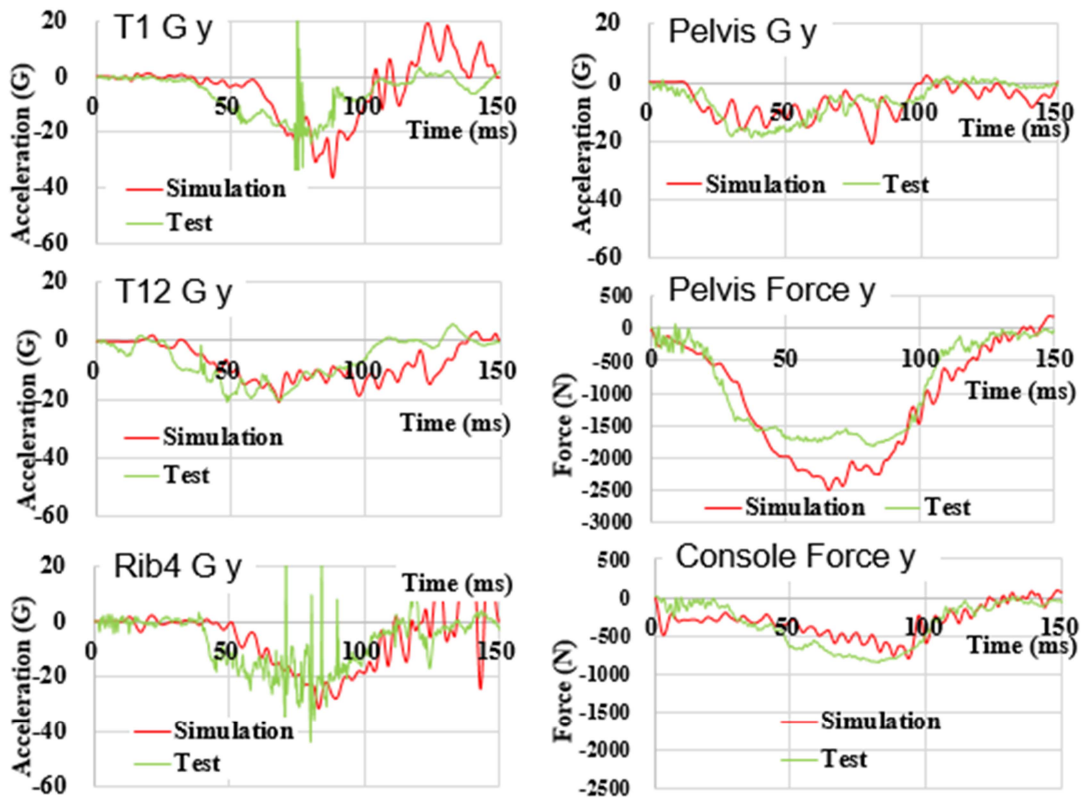 T1 G y
Acceleration (G)
20
0
-20
-40
-60
0
50
100
150
Time (ms)
Simulation
Test
Pelvis G y
Acceleration (G)
20
0
-20
-40
-60
0
50
100
150
Time (ms)
Simulation
Test
T12 G y
Acceleration (G)
20
0
-20
-40
-60
0
50
100
150
Time (ms)
Simulation
Test
Pelvis Force y
Force (N)
500
0
-500
-1000
-1500
-2000
-2500
-3000
0
50
100
150
Time (ms)
Simulation
Test
Rib4 G y
Acceleration (G)
20
0
-20
-40
-60
0
50
100
150
Time (ms)
Simulation
Test
Console Force y
Force (N)
500
0
-500
-1000
-1500
-2000
-2500
0
50
100
150
Time (ms)
Simulation
Test